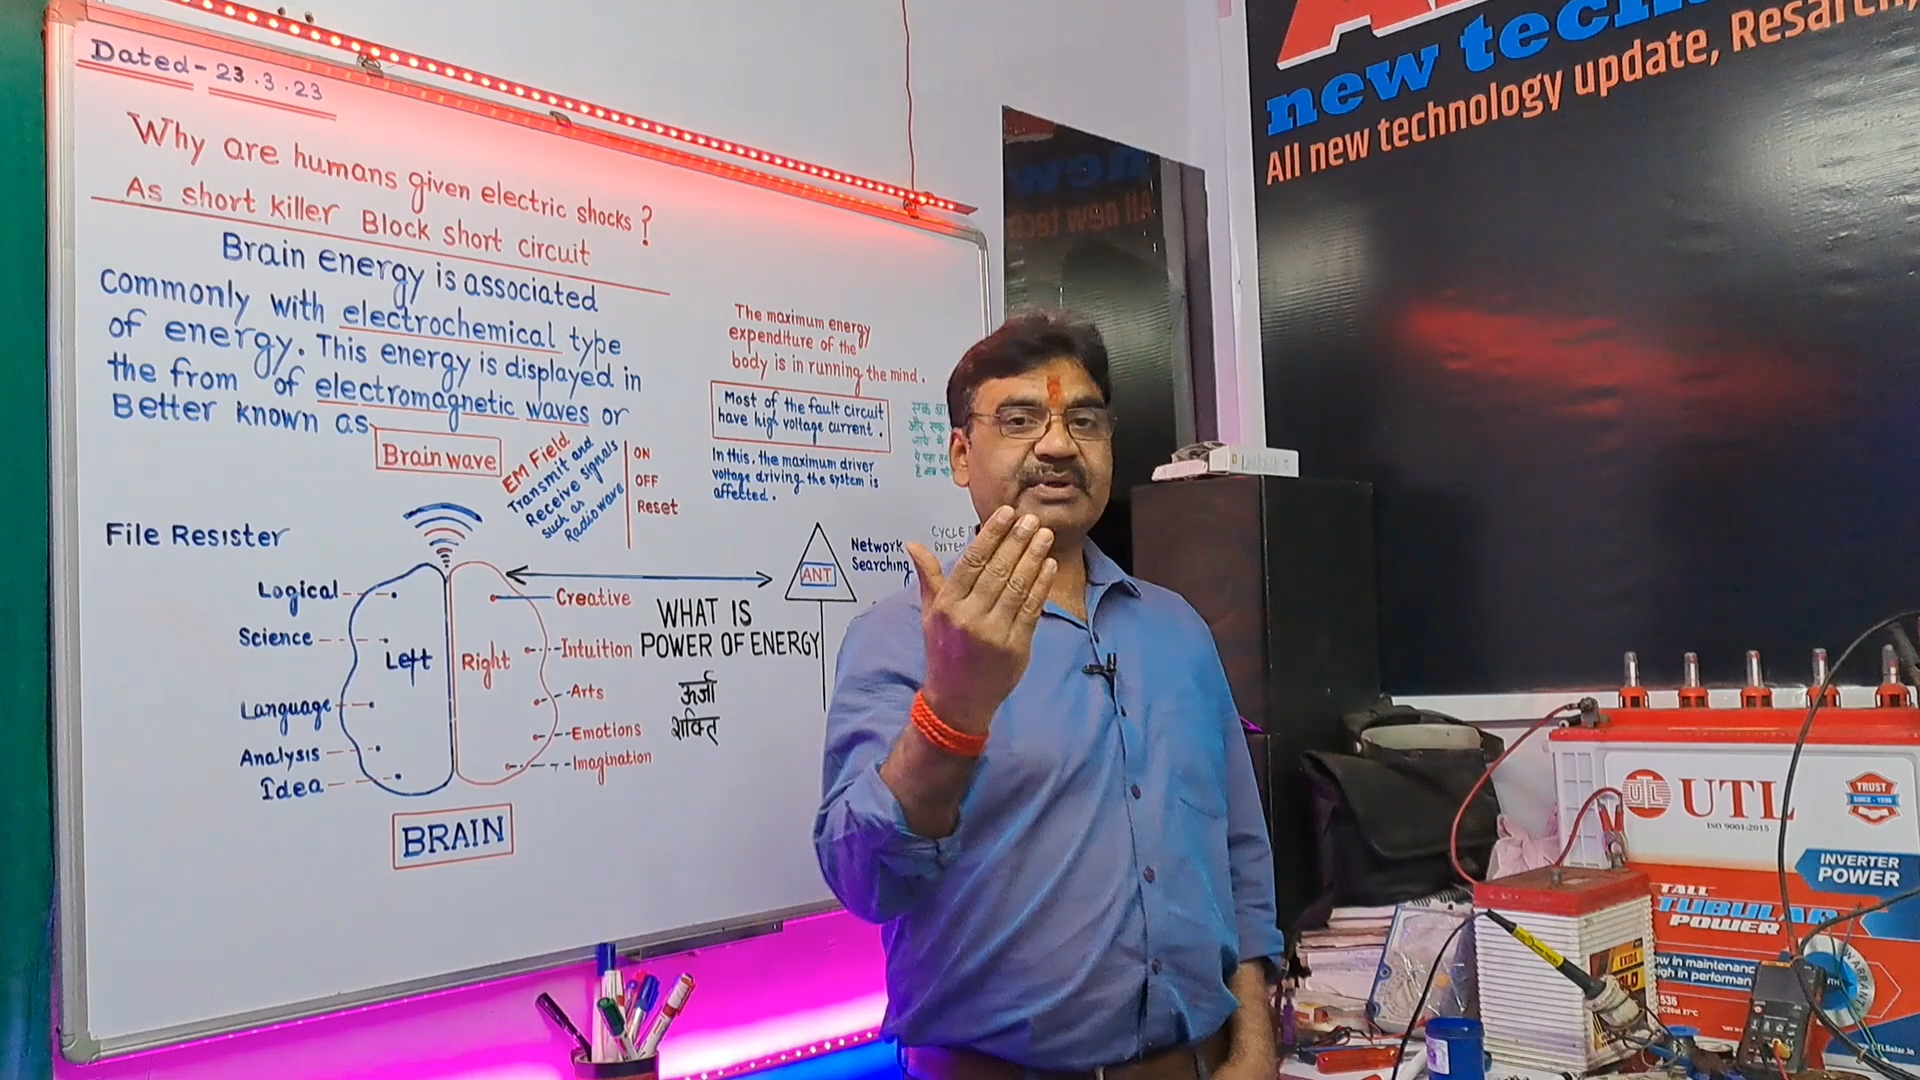 Dated- 23.3.23
Why are humans given electric shocks?
As short killer Block short circuit
Brain energy is associated
commonly with electrochemical type
of energy. This energy is displayed in
the from of electromagnetic waves or
Better known as
Brain wave
EM Field
Transmit and
Receive signals
such as
Radio wave
ON
OFF
Reset
File Resister
Logical
Science
Language
Analysis
Idea
Left
Right
Creative
Intuition
Arts
Emotions
Imagination
BRAIN
WHAT IS
POWER OF ENERGY
ऊर्जा
शक्ति
The maximum energy
expenditure of the
body is in running the mind.
Most of the fault circuit
have high voltage current.
In this, the maximum driver
voltage driving the system is
affected.
ANT
Network
Searching
CYCLE
SYSTEM
new tech
All new technology update, Resarch,
UTL
ISO 9001:2015
TRUST
SINCE - 1996
INVERTER
POWER
TALL
TUBULAR
POWER